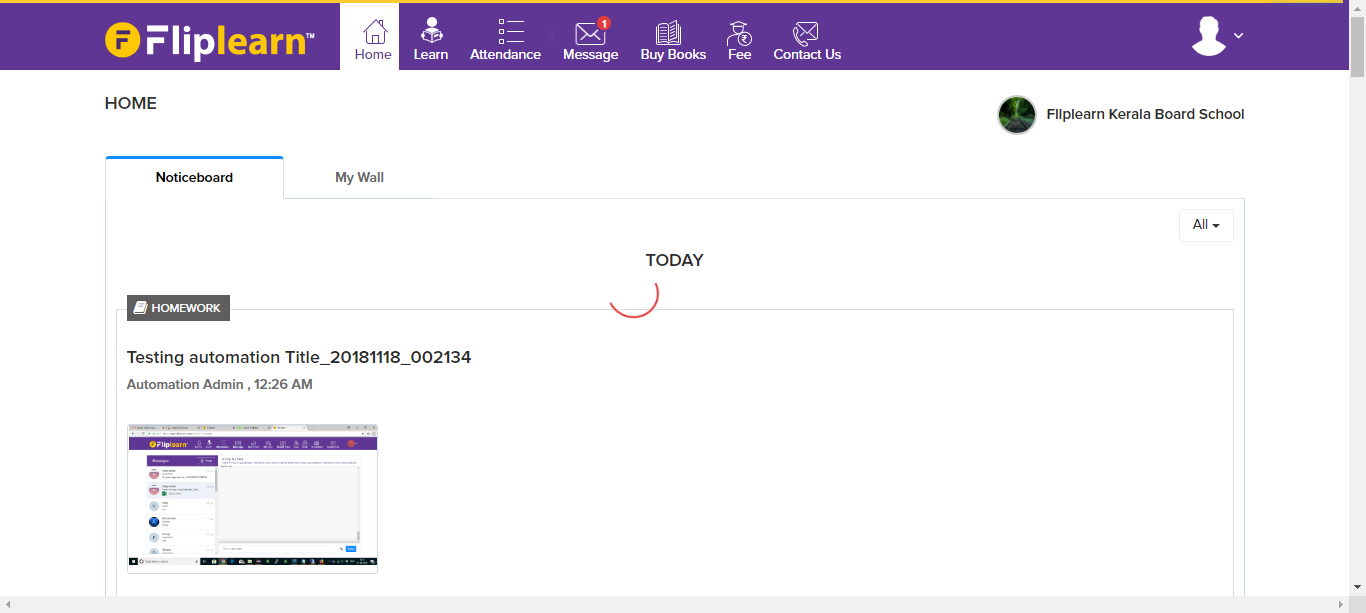 Fliplearn™
Home
Learn
Attendance
1
Message
Buy Books
Fee
Contact Us
HOME
Fliplearn Kerala Board School
Noticeboard
My Wall
All
TODAY
HOMEWORK
Testing automation Title_20181118_002134
Automation Admin , 12:26 AM
Fliplearn